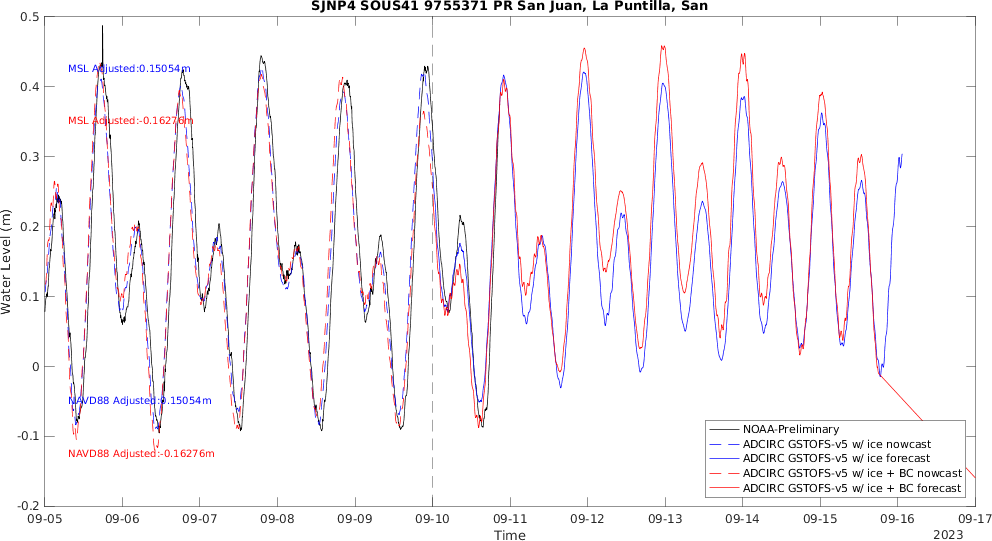 SJNP4 SOUS41 9755371 PR San Juan, La Puntilla, San
Water Level (m)
0.5
0.4
0.3
0.2
0.1
0
-0.1
-0.2
MSL Adjusted:0.15054m
MSL Adjusted:-0.16276m
NAVD88 Adjusted:0.15054m
NAVD88 Adjusted:-0.16276m
NOAA-Preliminary
ADCIRC GSTOFS-v5 w/ ice nowcast
ADCIRC GSTOFS-v5 w/ ice forecast
ADCIRC GSTOFS-v5 w/ ice + BC nowcast
ADCIRC GSTOFS-v5 w/ ice + BC forecast
09-05 09-06 09-07 09-08 09-09 09-10 09-11 09-12 09-13 09-14 09-15 09-16 09-17
Time
2023